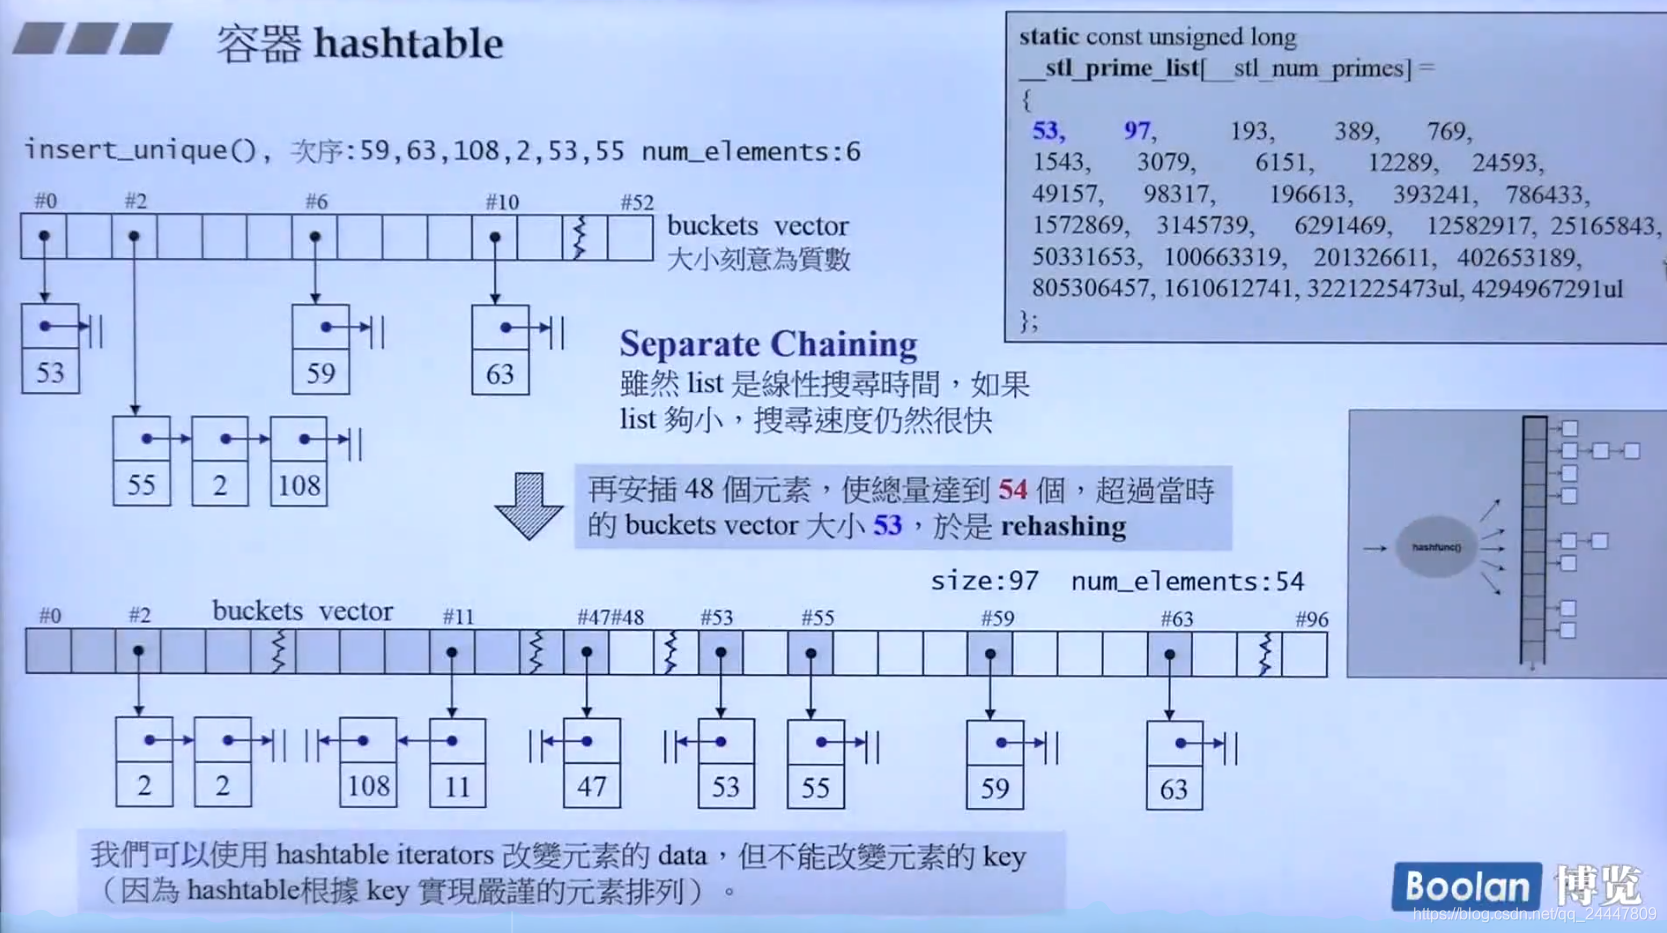 容器 hashtable
static const unsigned long
__stl_prime_list[__stl_num_primes] =
{
53, 97, 193, 389, 769,
1543, 3079, 6151, 12289, 24593,
49157, 98317, 196613, 393241, 786433,
1572869, 3145739, 6291469, 12582917, 25165843,
50331653, 100663319, 201326611, 402653189,
805306457, 1610612741, 3221225473ul, 4294967291ul
};
insert_unique(), 次序:59,63,108,2,53,55 num_elements:6
#0 #2 #6 #10 #52
buckets vector
大小刻意為質數
53 59 63
55 2 108
Separate Chaining
雖然 list 是線性搜尋時間，如果
list 夠小，搜尋速度仍然很快
再安插 48 個元素，使總量達到 54 個，超過當時
的 buckets vector 大小 53，於是 rehashing
hashfunc()
size:97 num_elements:54
#0 #2 buckets vector #11 #47#48 #53 #55 #59 #63 #96
2 2 108 11 47 53 55 59 63
我們可以使用 hashtable iterators 改變元素的 data，但不能改變元素的 key
（因為 hashtable根據 key 實現嚴謹的元素排列）。
Boolan 博览
https://blog.csdn.net/qq_24447809